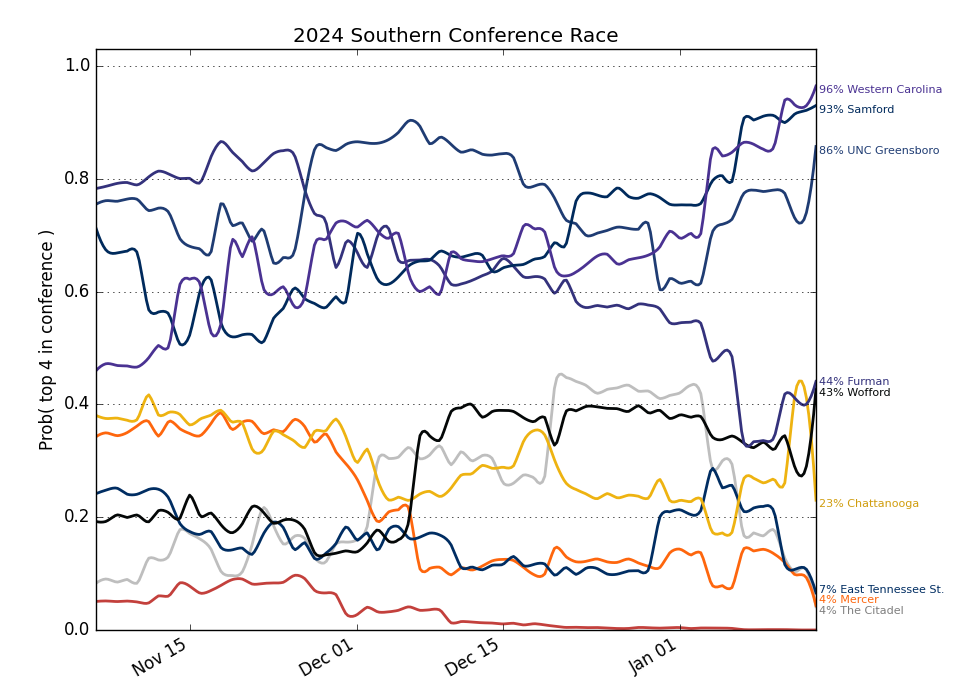 2024 Southern Conference Race
Prob( top 4 in conference )
1.0
0.8
0.6
0.4
0.2
0.0
Nov 15
Dec 01
Dec 15
Jan 01
96% Western Carolina
93% Samford
86% UNC Greensboro
44% Furman
43% Wofford
23% Chattanooga
7% East Tennessee St.
4% Mercer
4% The Citadel